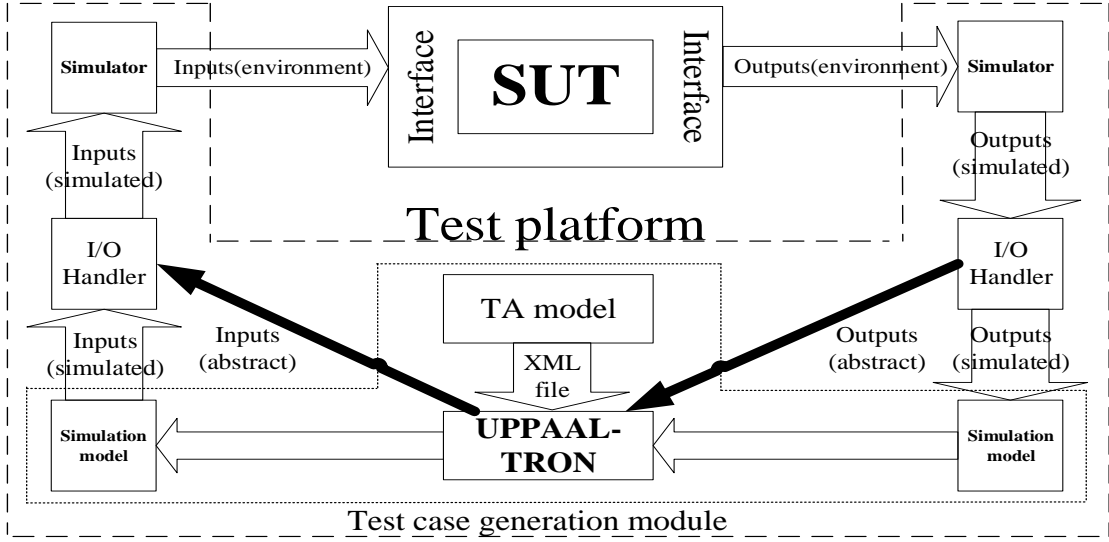 Simulator
Inputs(environment)
Interface
SUT
Interface
Outputs(environment)
Simulator
Inputs
(simulated)
Outputs
(simulated)
Test platform
I/O
Handler
I/O
Handler
TA model
Inputs
(simulated)
Inputs
(abstract)
XML
file
Outputs
(abstract)
Outputs
(simulated)
Simulation
model
UPPAAL-
TRON
Simulation
model
Test case generation module